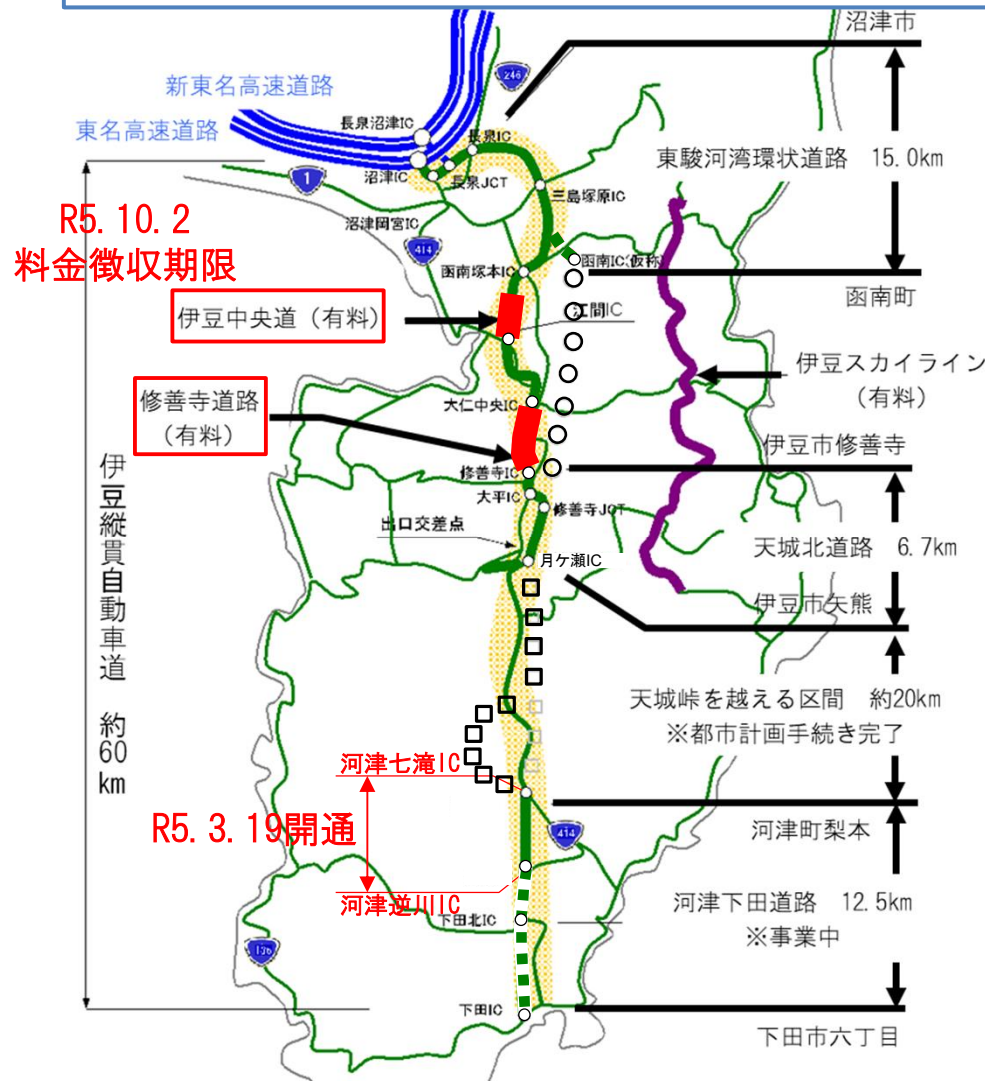 沼津市
246
新東名高速道路
東名高速道路
長泉沼津IC
長泉IC
東駿河湾環状道路 15.0km
沼津IC
長泉JCT
1
三島塚原IC
沼津岡宮IC
414
R5.10.2
料金徴収期限
函南塚本IC
函南IC(仮称)
函南町
伊豆中央道(有料)
江間IC
伊豆スカイライン
(有料)
修善寺道路
(有料)
大仁中央IC
伊豆市修善寺
修善寺IC
大平IC
修善寺JCT
出口交差点
天城北道路 6.7km
月ケ瀬IC
伊豆市矢熊
伊豆縦貫自動車道 約60km
天城峠を越える区間 約20km
※都市計画手続き完了
河津七滝IC
R5.3.19開通
414
河津町梨本
河津逆川IC
河津下田道路 12.5km
※事業中
下田北IC
136
下田IC
下田市六丁目